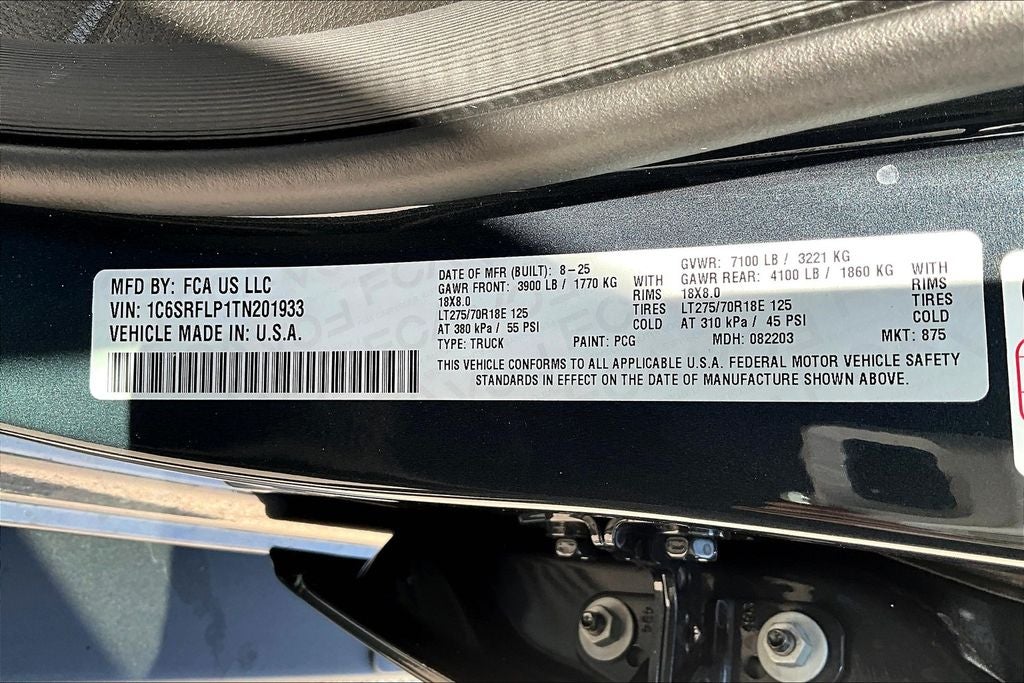 MFD BY: FCA US LLC
VIN: 1C6SRFLP1TN201933
VEHICLE MADE IN: U.S.A.
DATE OF MFR (BUILT): 8-25
GAWR FRONT: 3900 LB / 1770 KG WITH
18X8.0 RIMS
LT275/70R18E 125 TIRES
AT 380 kPa / 55 PSI COLD
TYPE: TRUCK PAINT: PCG
GVWR: 7100 LB / 3221 KG
GAWR REAR: 4100 LB / 1860 KG WITH
18X8.0 RIMS
LT275/70R18E 125 TIRES
AT 310 kPa / 45 PSI COLD
MDH: 082203 MKT: 875
THIS VEHICLE CONFORMS TO ALL APPLICABLE U.S.A. FEDERAL MOTOR VEHICLE SAFETY
STANDARDS IN EFFECT ON THE DATE OF MANUFACTURE SHOWN ABOVE.